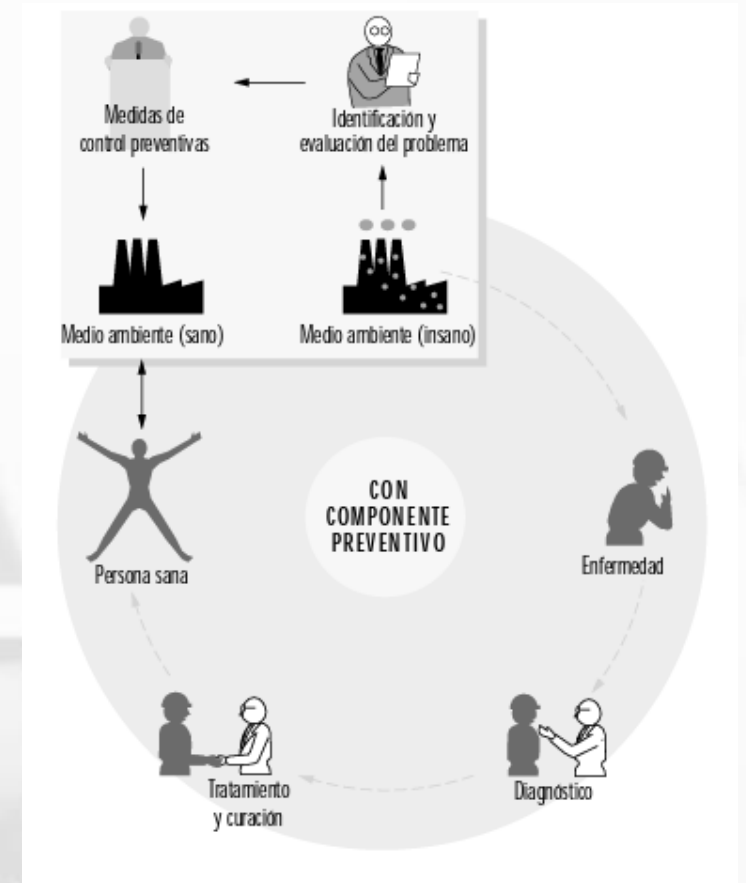 Medidas de
control preventivas
Identificación y
evaluación del problema
Medio ambiente (sano)
Medio ambiente (insano)
CON
COMPONENTE
PREVENTIVO
Persona sana
Enfermedad
Tratamiento
y curación
Diagnóstico